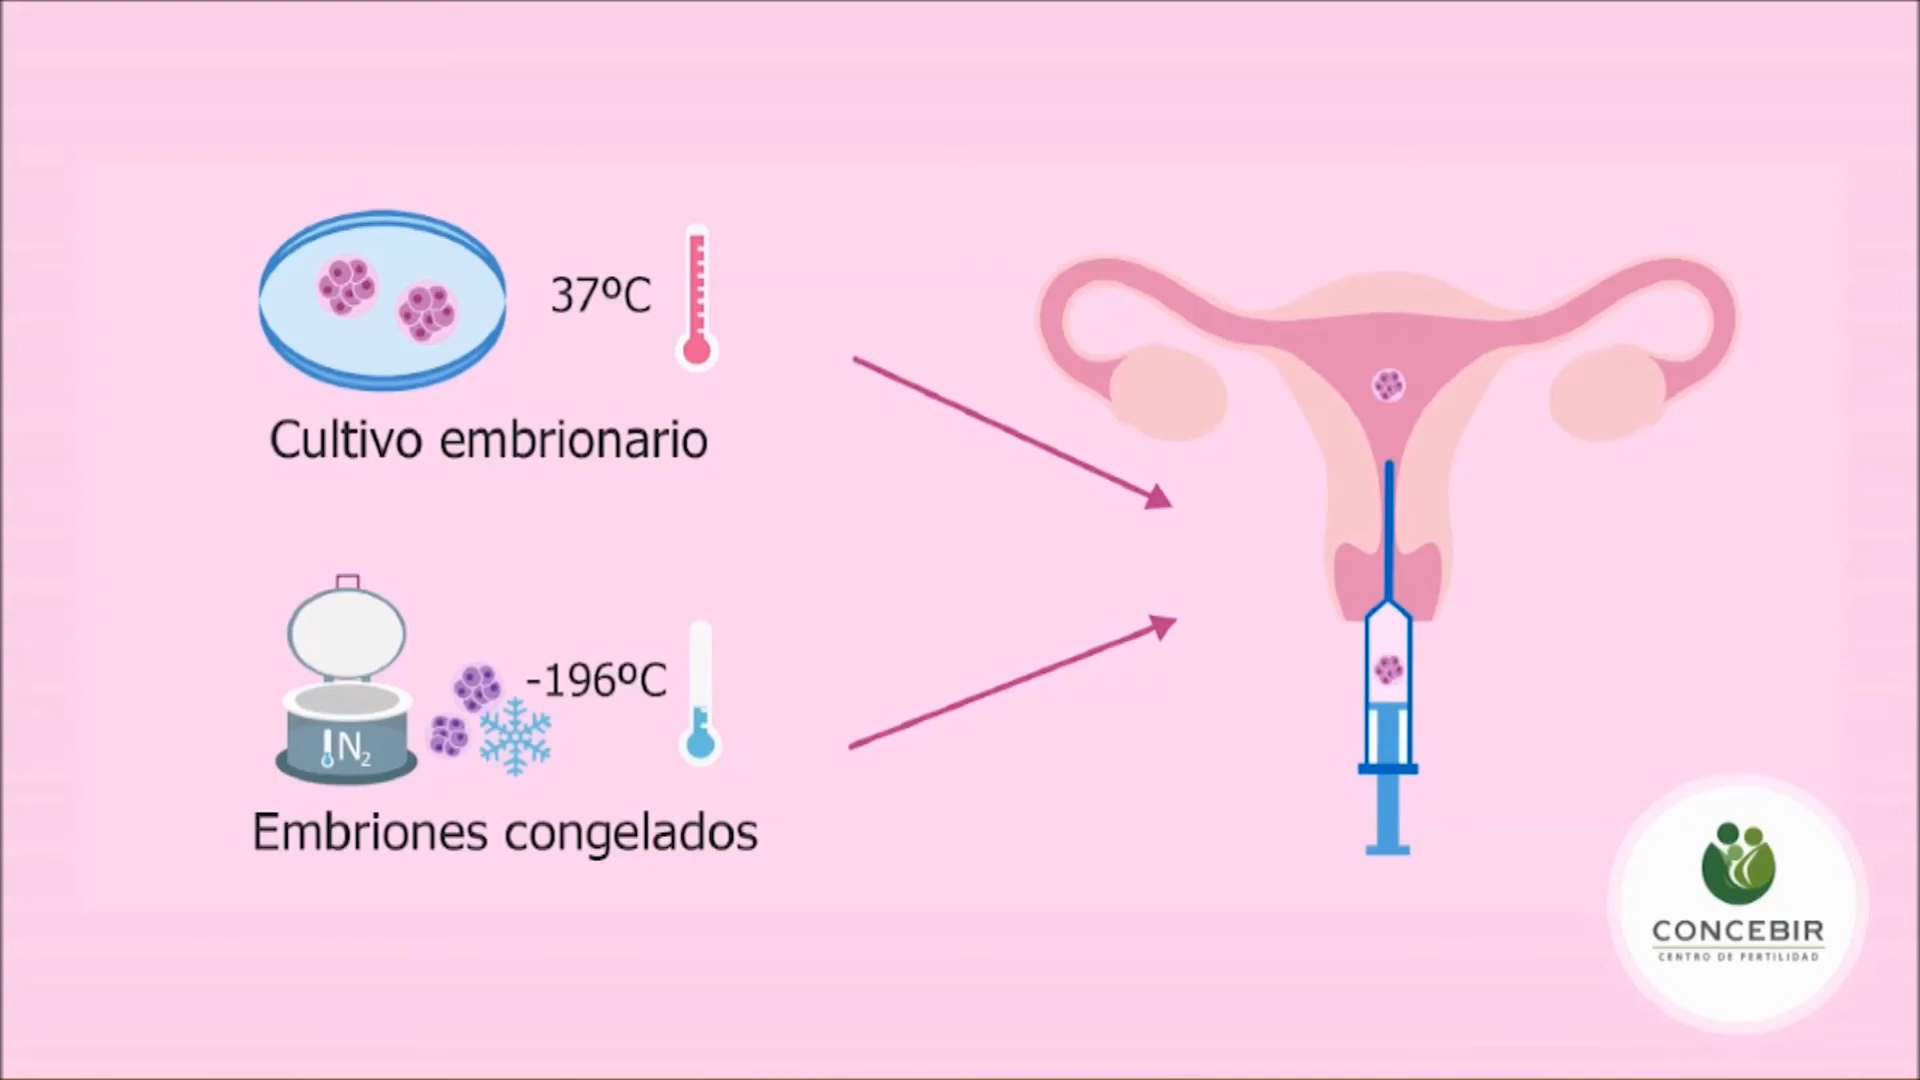 37ºC
Cultivo embrionario
-196ºC
N₂
Embriones congelados
CONCEBIR
CENTRO DE FERTILIDAD